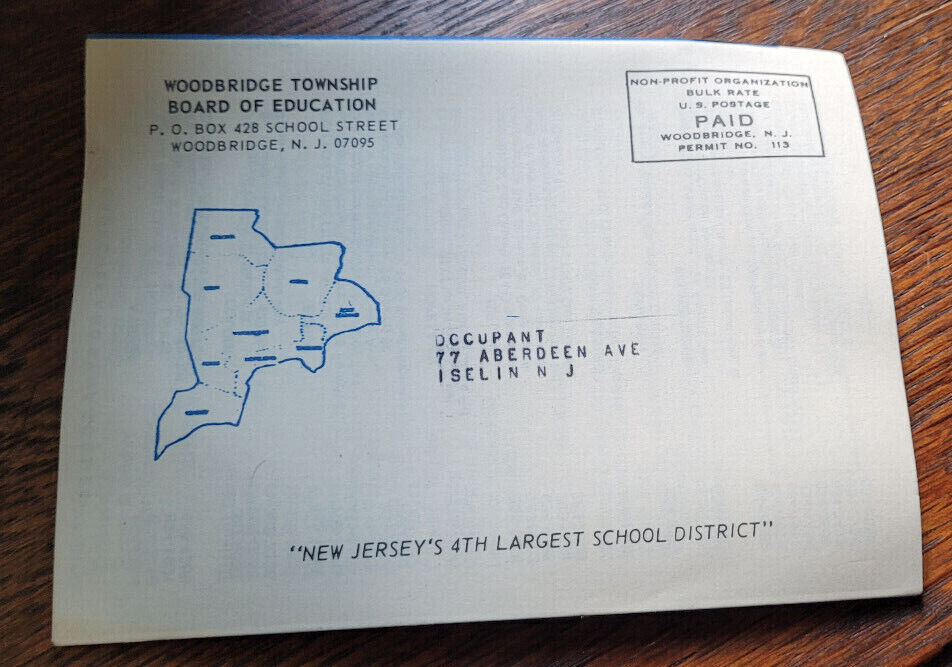 WOODBRIDGE TOWNSHIP
BOARD OF EDUCATION
P. O. BOX 428 SCHOOL STREET
WOODBRIDGE, N. J. 07095
NON-PROFIT ORGANIZATION
BULK RATE
U. S. POSTAGE
PAID
WOODBRIDGE, N. J.
PERMIT NO. 113
OCCUPANT
77 ABERDEEN AVE
ISELIN N J
"NEW JERSEY'S 4TH LARGEST SCHOOL DISTRICT"